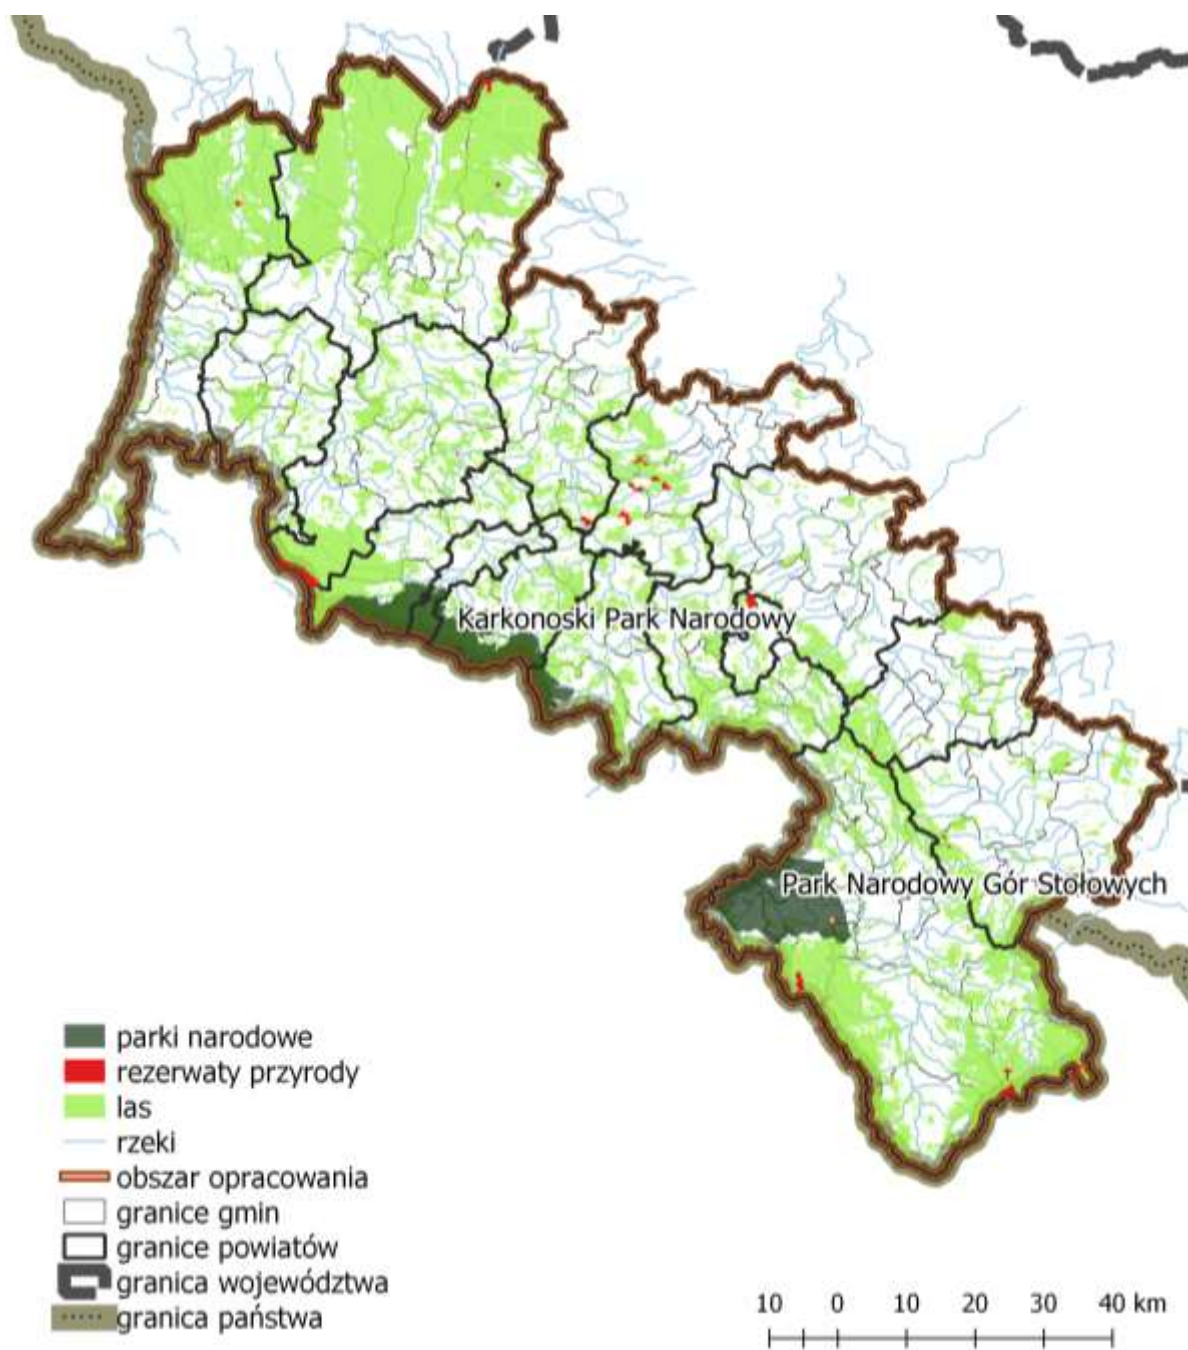 Karkonoski Park Narodowy
Park Narodowy Gór Stołowych
parki narodowe
rezerwaty przyrody
las
rzeki
obszar opracowania
granice gmin
granice powiatów
granica województwa
granica państwa
10 0 10 20 30 40 km